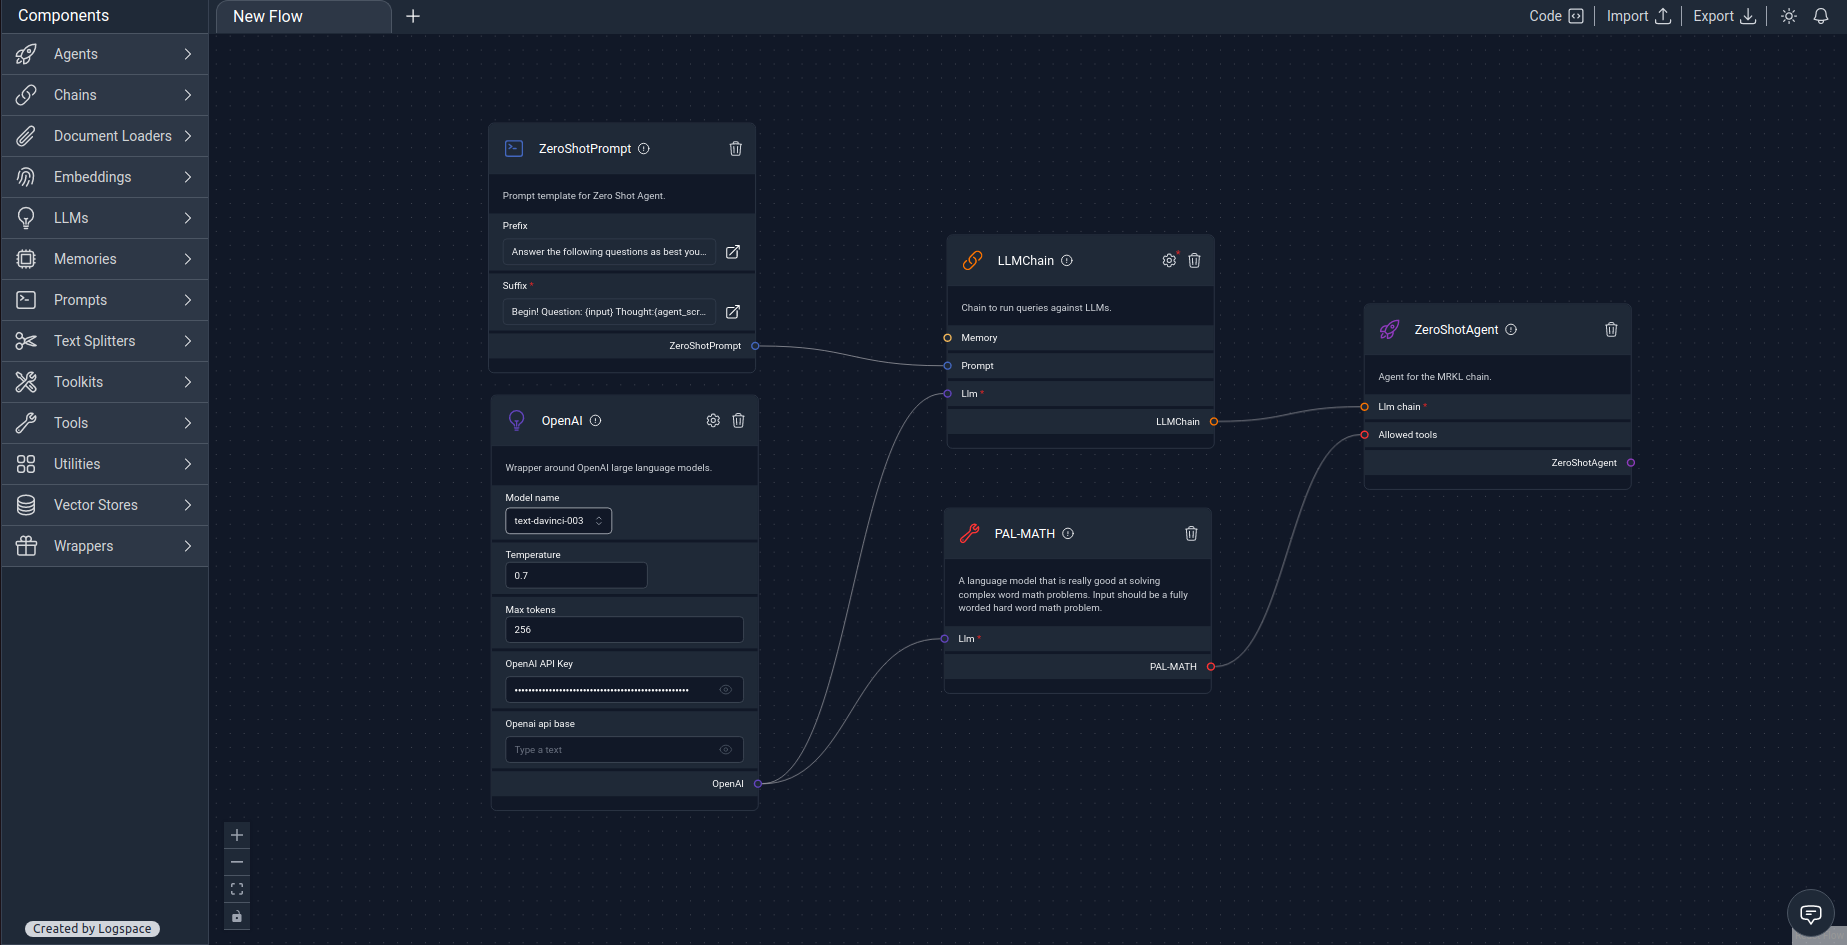 Components
New Flow
Code
Import
Export
Agents
Chains
Document Loaders
Embeddings
LLMs
Memories
Prompts
Text Splitters
Toolkits
Tools
Utilities
Vector Stores
Wrappers
Created by Logspace
ZeroShotPrompt
Prompt template for Zero Shot Agent.
Prefix
Answer the following questions as best you...
Suffix *
Begin! Question: {input} Thought:{agent_scr...
ZeroShotPrompt
OpenAI
Wrapper around OpenAI large language models.
Model name
text-davinci-003
Temperature
0.7
Max tokens
256
OpenAI API Key
Openai api base
Type a text
OpenAI
LLMChain
Chain to run queries against LLMs.
Memory
Prompt
Llm *
LLMChain
PAL-MATH
A language model that is really good at solving
complex word math problems. Input should be a fully
worded hard word math problem.
Llm *
PAL-MATH
ZeroShotAgent
Agent for the MRKL chain.
Llm chain *
Allowed tools
ZeroShotAgent